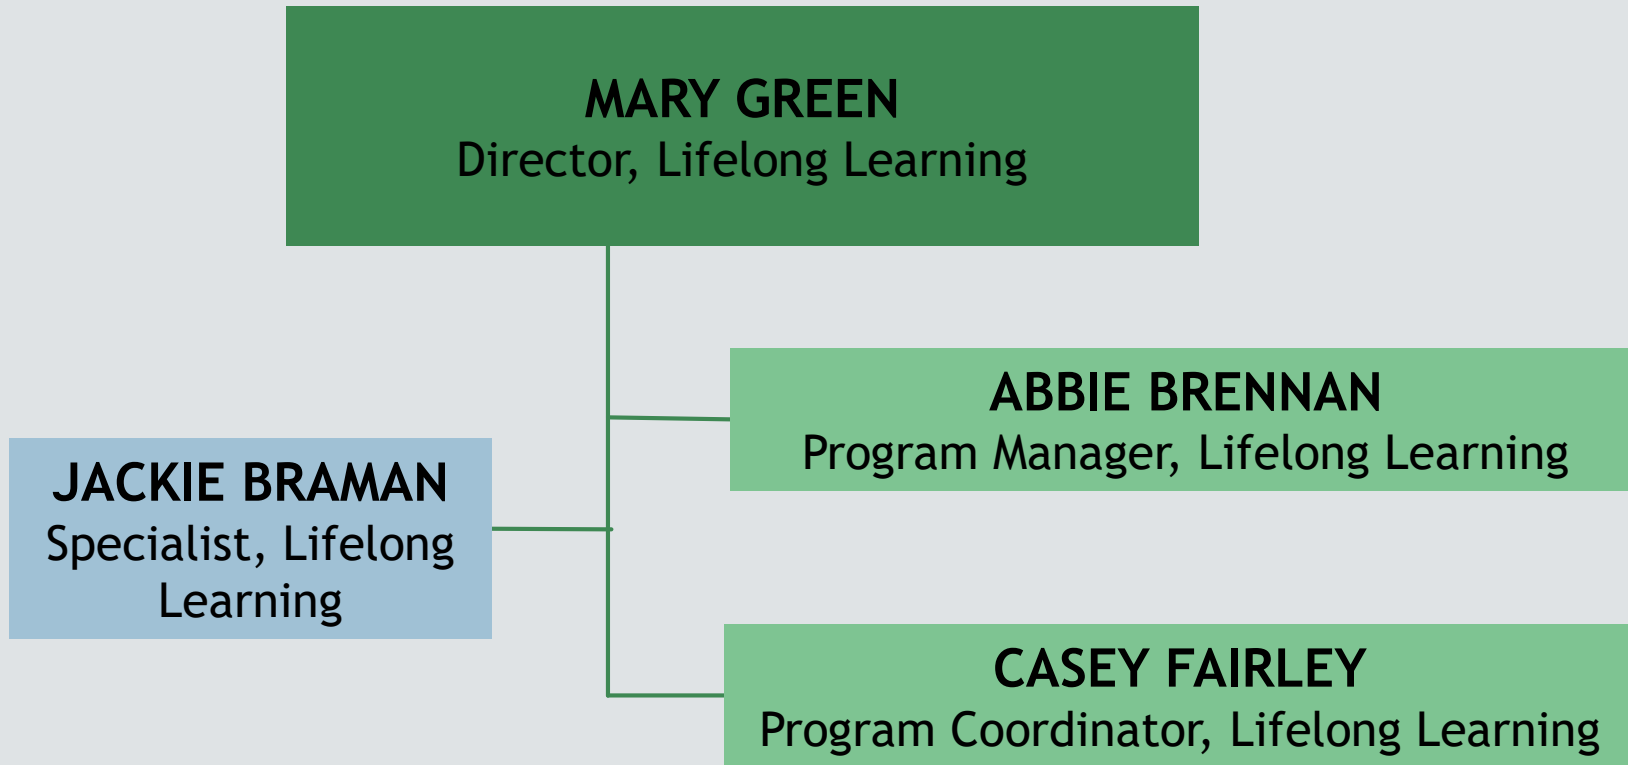 MARY GREEN
Director, Lifelong Learning
ABBIE BRENNAN
Program Manager, Lifelong Learning
JACKIE BRAMAN
Specialist, Lifelong
Learning
CASEY FAIRLEY
Program Coordinator, Lifelong Learning